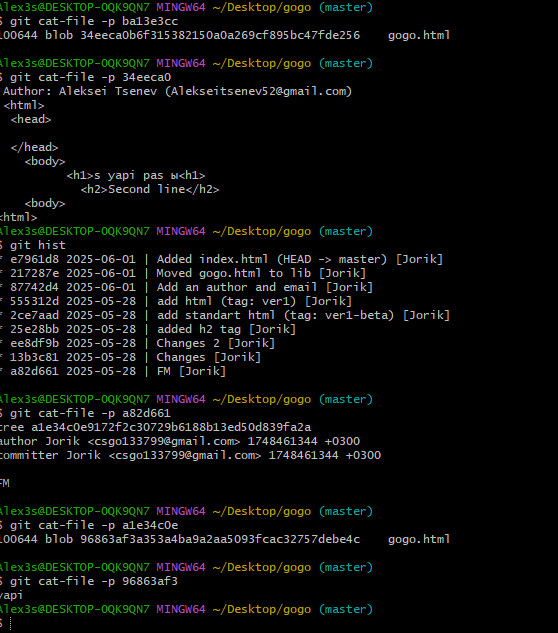 Alex3s@DESKTOP-OQK9QN7 MINGW64 ~/Desktop/gogo (master)
$ git cat-file -p ba13e3cc
100644 blob 34eeca0b6f315382150a0a269cf895bc47fde256    gogo.html

Alex3s@DESKTOP-OQK9QN7 MINGW64 ~/Desktop/gogo (master)
$ git cat-file -p 34eeca0
 Author: Aleksei Tsenev (Alekseitsenev52@gmail.com)
 <html>
  <head>

  </head>
    <body>
          <h1>s yapi pas ы<h1>
            <h2>Second line</h2>
    <body>
<html>
Alex3s@DESKTOP-OQK9QN7 MINGW64 ~/Desktop/gogo (master)
$ git hist
* e7961d8 2025-06-01 | Added index.html (HEAD -> master) [Jorik]
* 217287e 2025-06-01 | Moved gogo.html to lib [Jorik]
* 87742d4 2025-06-01 | Add an author and email [Jorik]
* 555312d 2025-05-28 | add html (tag: ver1) [Jorik]
* 2ce7aad 2025-05-28 | add standart html (tag: ver1-beta) [Jorik]
* 25e28bb 2025-05-28 | added h2 tag [Jorik]
* ee8df9b 2025-05-28 | Changes 2 [Jorik]
* 13b3c81 2025-05-28 | Changes [Jorik]
* a82d661 2025-05-28 | FM [Jorik]

Alex3s@DESKTOP-OQK9QN7 MINGW64 ~/Desktop/gogo (master)
$ git cat-file -p a82d661
tree a1e34c0e9172f2c30729b6188b13ed50d839fa2a
author Jorik <csgo133799@gmail.com> 1748461344 +0300
committer Jorik <csgo133799@gmail.com> 1748461344 +0300

FM

Alex3s@DESKTOP-OQK9QN7 MINGW64 ~/Desktop/gogo (master)
$ git cat-file -p a1e34c0e
100644 blob 96863af3a353a4ba9a2aa5093fcac32757debe4c    gogo.html

Alex3s@DESKTOP-OQK9QN7 MINGW64 ~/Desktop/gogo (master)
$ git cat-file -p 96863af3
yapi
Alex3s@DESKTOP-OQK9QN7 MINGW64 ~/Desktop/gogo (master)
$